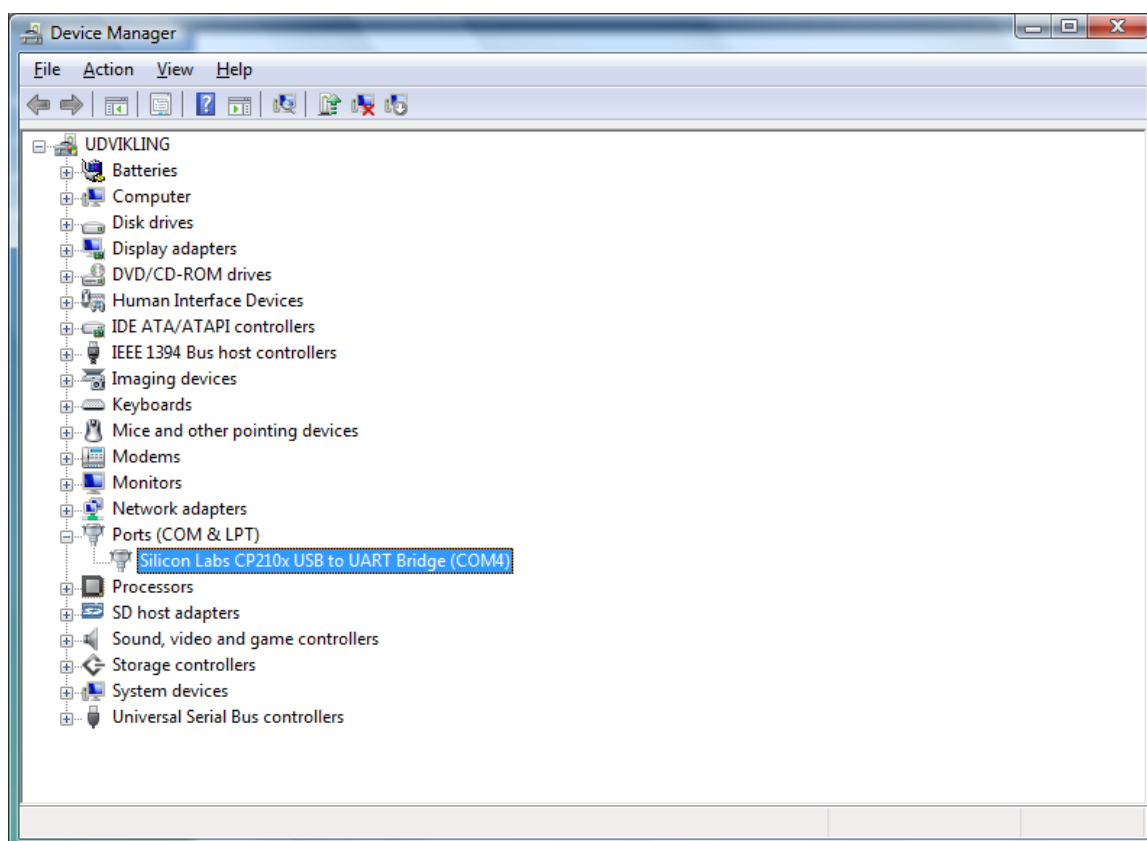 Device Manager
File Action View Help
UDVIKLING
Batteries
Computer
Disk drives
Display adapters
DVD/CD-ROM drives
Human Interface Devices
IDE ATA/ATAPI controllers
IEEE 1394 Bus host controllers
Imaging devices
Keyboards
Mice and other pointing devices
Modems
Monitors
Network adapters
Ports (COM & LPT)
Silicon Labs CP210x USB to UART Bridge (COM4)
Processors
SD host adapters
Sound, video and game controllers
Storage controllers
System devices
Universal Serial Bus controllers